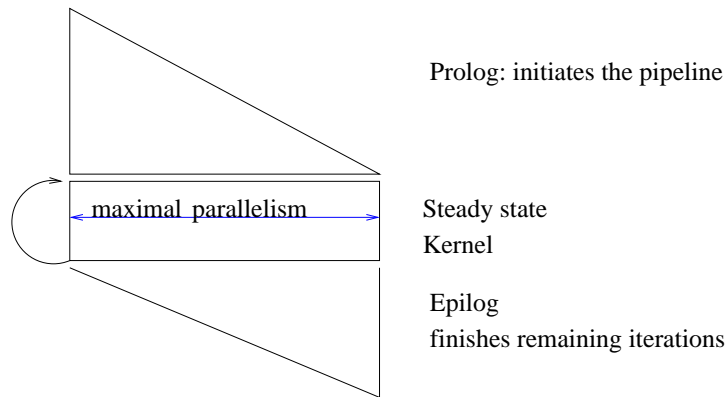 Prolog: initiates the pipeline
maximal parallelism
Steady state
Kernel
Epilog
finishes remaining iterations